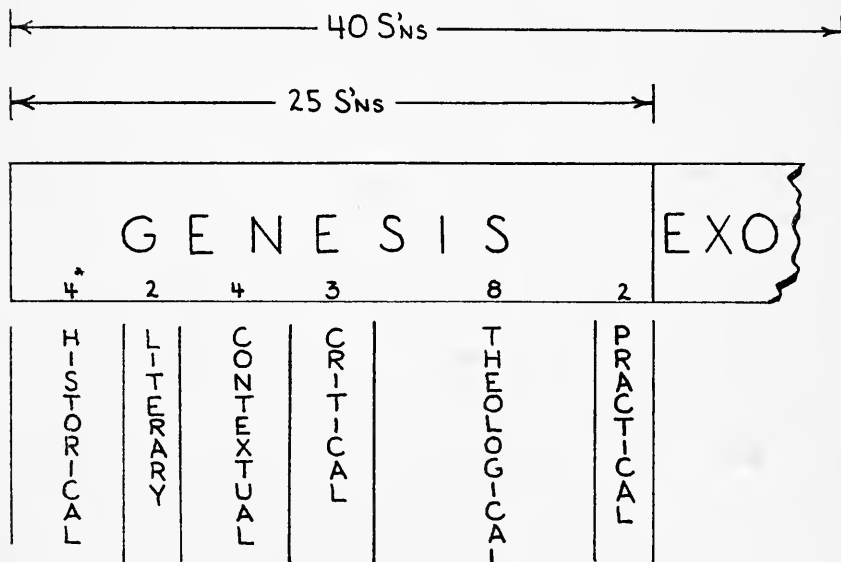 40 S'NS
25 S'NS
GENESIS EXO
4* 2 4 3 8 2
HISTORICAL
LITERARY
CONTEXTUAL
CRITICAL
THEOLOGICAL
PRACTICAL